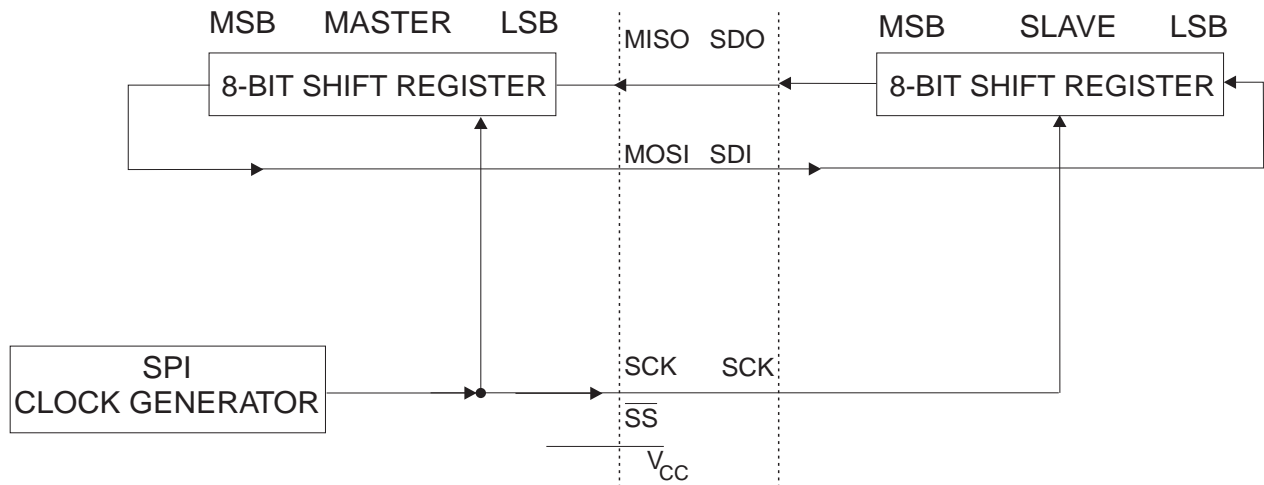 MSB MASTER LSB
MISO SDO
MSB SLAVE LSB
8-BIT SHIFT REGISTER
8-BIT SHIFT REGISTER
MOSI SDI
SPI
CLOCK GENERATOR
SCK SCK
SS
VCC